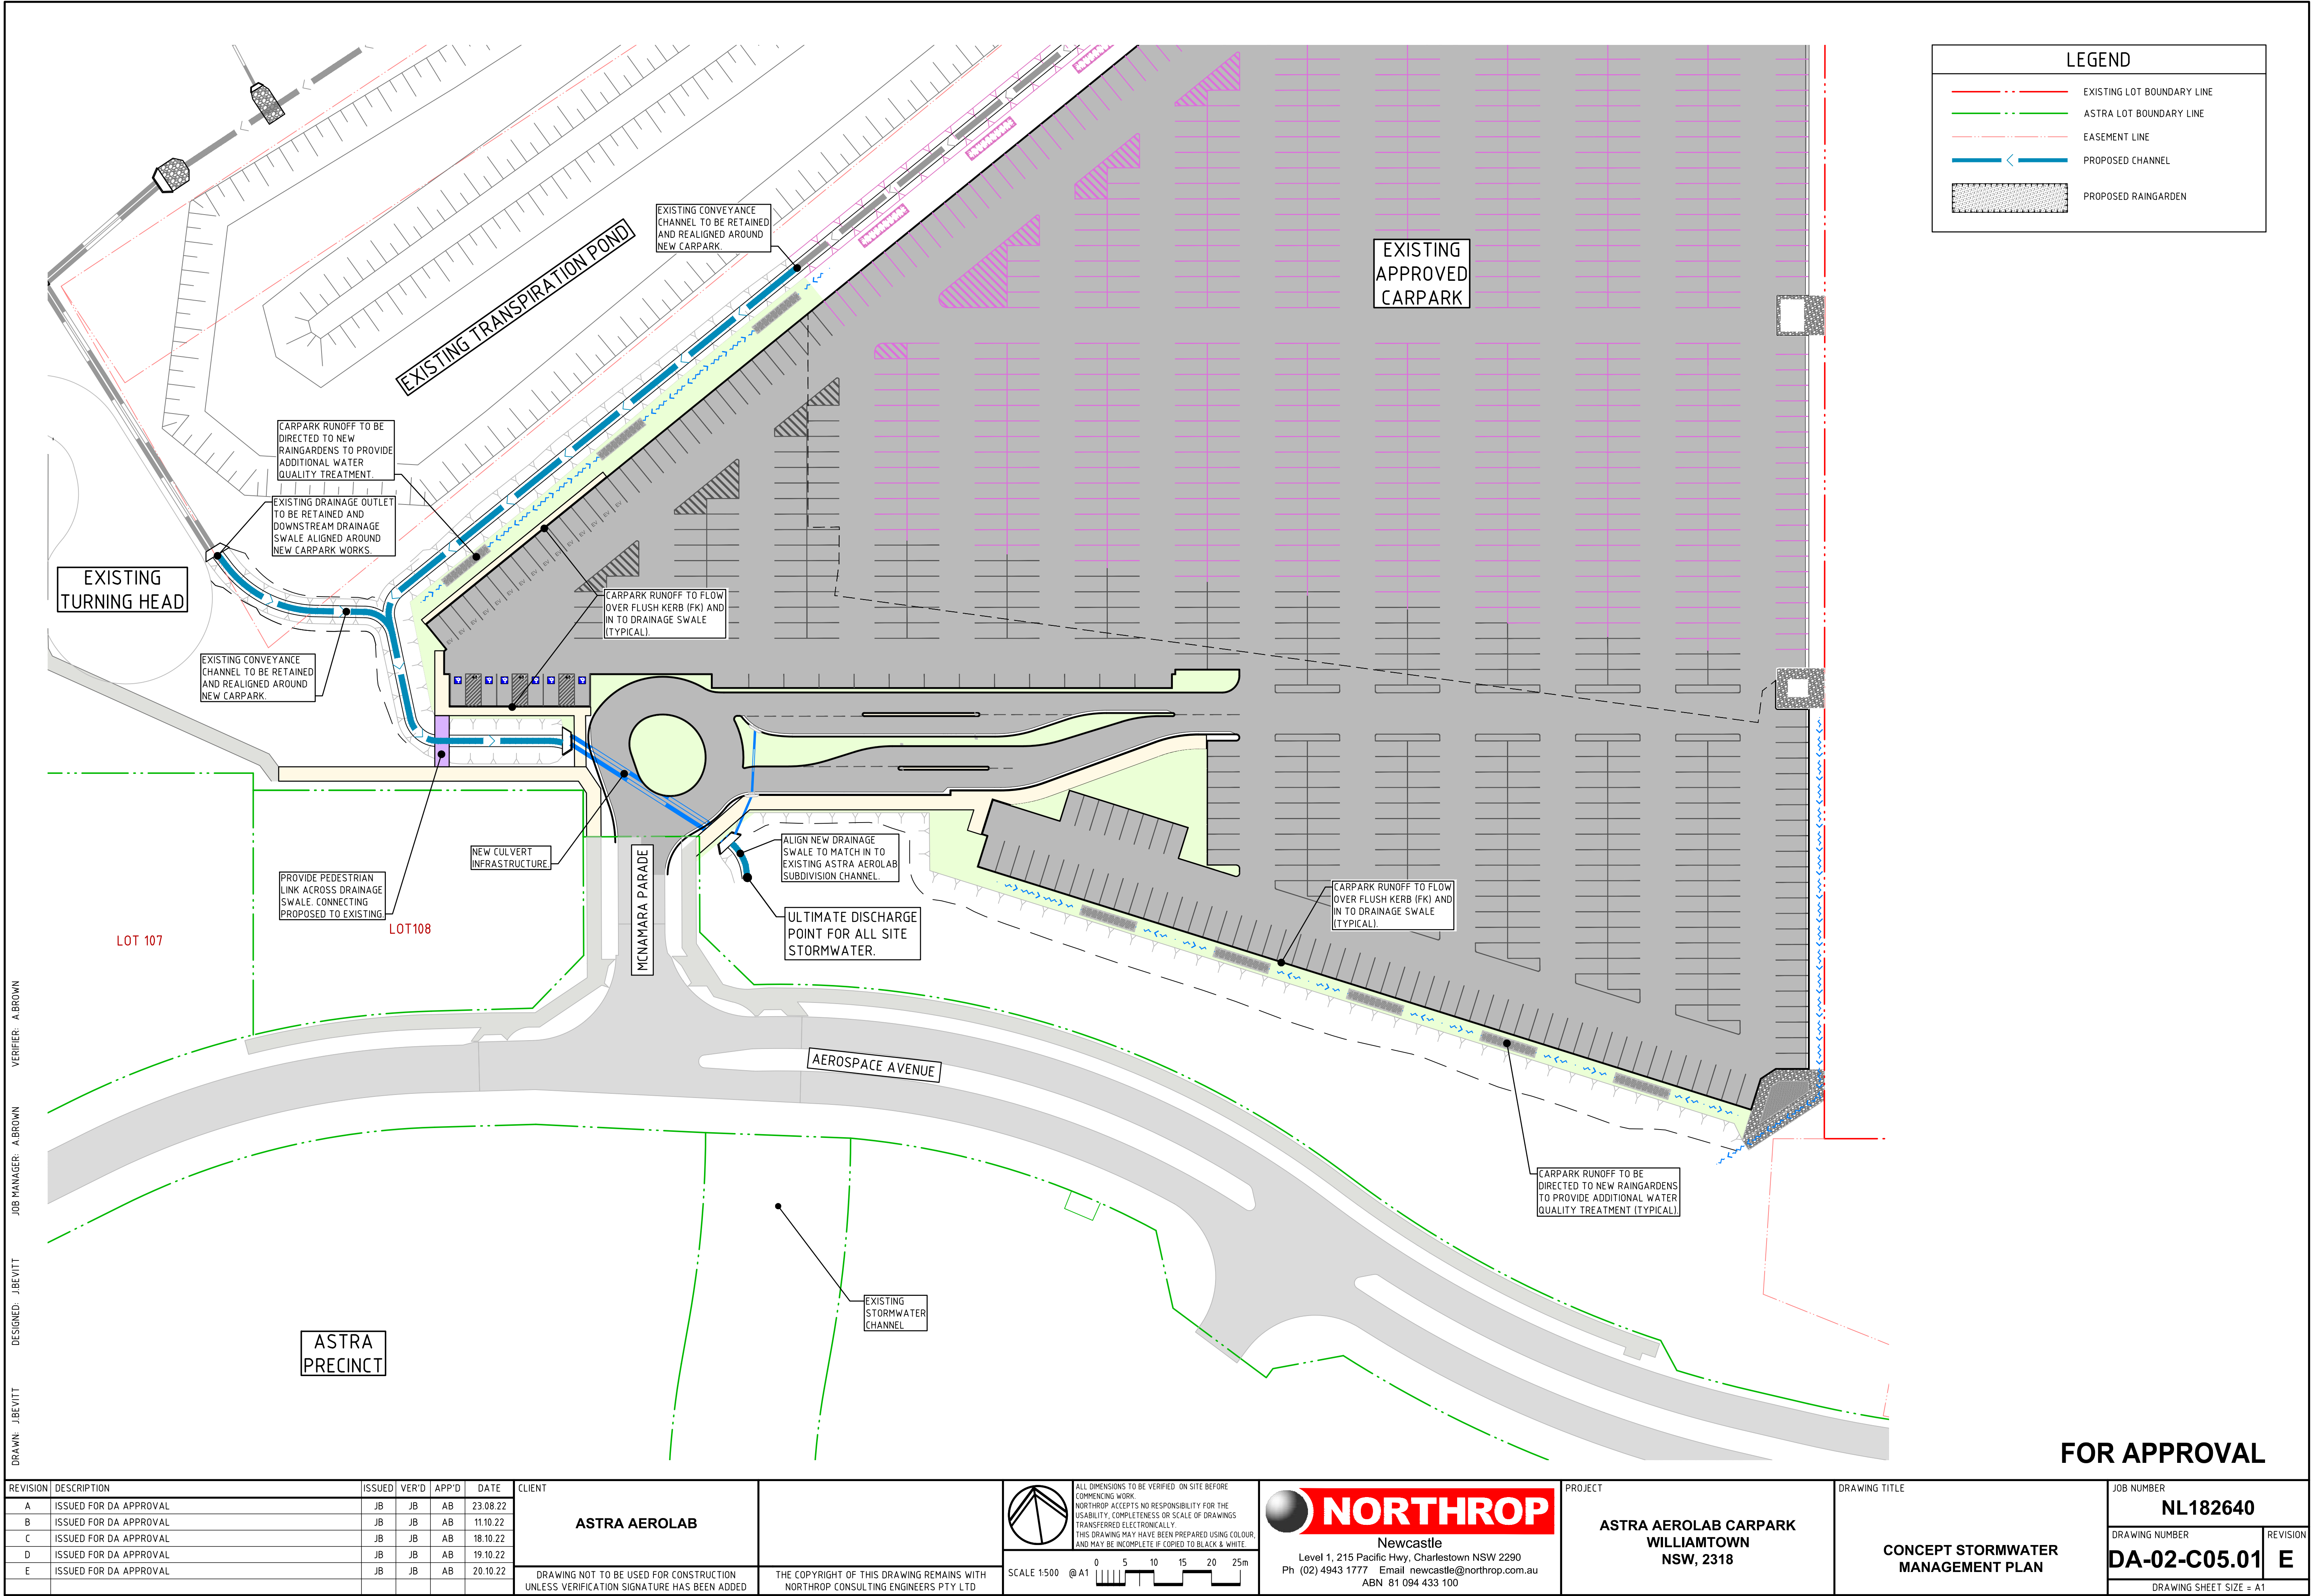 LEGEND
EXISTING LOT BOUNDARY LINE
ASTRA LOT BOUNDARY LINE
EASEMENT LINE
PROPOSED CHANNEL
PROPOSED RAINGARDEN
EXISTING CONVEYANCE
CHANNEL TO BE RETAINED
AND REALIGNED AROUND
NEW CARPARK.
EXISTING TRANSPIRATION POND
EXISTING
APPROVED
CARPARK
CARPARK RUNOFF TO BE
DIRECTED TO NEW
RAINGARDENS TO PROVIDE
ADDITIONAL WATER
QUALITY TREATMENT.
EXISTING DRAINAGE OUTLET
TO BE RETAINED AND
DOWNSTREAM DRAINAGE
SWALE ALIGNED AROUND
NEW CARPARK WORKS.
EXISTING
TURNING HEAD
CARPARK RUNOFF TO FLOW
OVER FLUSH KERB (FK) AND
IN TO DRAINAGE SWALE
(TYPICAL).
EXISTING CONVEYANCE
CHANNEL TO BE RETAINED
AND REALIGNED AROUND
NEW CARPARK.
NEW CULVERT
INFRASTRUCTURE.
PROVIDE PEDESTRIAN
LINK ACROSS DRAINAGE
SWALE. CONNECTING
PROPOSED TO EXISTING.
LOT 107
LOT108
MCNAMARA PARADE
ALIGN NEW DRAINAGE
SWALE TO MATCH IN TO
EXISTING ASTRA AEROLAB
SUBDIVISION CHANNEL.
ULTIMATE DISCHARGE
POINT FOR ALL SITE
STORMWATER.
CARPARK RUNOFF TO FLOW
OVER FLUSH KERB (FK) AND
IN TO DRAINAGE SWALE
(TYPICAL).
AEROSPACE AVENUE
CARPARK RUNOFF TO BE
DIRECTED TO NEW RAINGARDENS
TO PROVIDE ADDITIONAL WATER
QUALITY TREATMENT (TYPICAL).
EXISTING
STORMWATER
CHANNEL
ASTRA
PRECINCT
DRAWN: J.BEVITT DESIGNED: J.BEVITT JOB MANAGER: A.BROWN VERIFIER: A.BROWN
FOR APPROVAL
REVISION DESCRIPTION ISSUED VER'D APP'D DATE
A ISSUED FOR DA APPROVAL JB JB AB 23.08.22
B ISSUED FOR DA APPROVAL JB JB AB 11.10.22
C ISSUED FOR DA APPROVAL JB JB AB 18.10.22
D ISSUED FOR DA APPROVAL JB JB AB 19.10.22
E ISSUED FOR DA APPROVAL JB JB AB 20.10.22
CLIENT
ASTRA AEROLAB
DRAWING NOT TO BE USED FOR CONSTRUCTION
UNLESS VERIFICATION SIGNATURE HAS BEEN ADDED
THE COPYRIGHT OF THIS DRAWING REMAINS WITH
NORTHROP CONSULTING ENGINEERS PTY LTD
ALL DIMENSIONS TO BE VERIFIED ON SITE BEFORE
COMMENCING WORK.
NORTHROP ACCEPTS NO RESPONSIBILITY FOR THE
USABILITY, COMPLETENESS OR SCALE OF DRAWINGS
TRANSFERRED ELECTRONICALLY.
THIS DRAWING MAY HAVE BEEN PREPARED USING COLOUR,
AND MAY BE INCOMPLETE IF COPIED TO BLACK & WHITE.
0 5 10 15 20 25m
SCALE 1:500 @A1
NORTHROP
Newcastle
Level 1, 215 Pacific Hwy, Charlestown NSW 2290
Ph (02) 4943 1777 Email newcastle@northrop.com.au
ABN 81 094 433 100
PROJECT
ASTRA AEROLAB CARPARK
WILLIAMTOWN
NSW, 2318
DRAWING TITLE
CONCEPT STORMWATER
MANAGEMENT PLAN
JOB NUMBER
NL182640
DRAWING NUMBER REVISION
DA-02-C05.01 E
DRAWING SHEET SIZE = A1